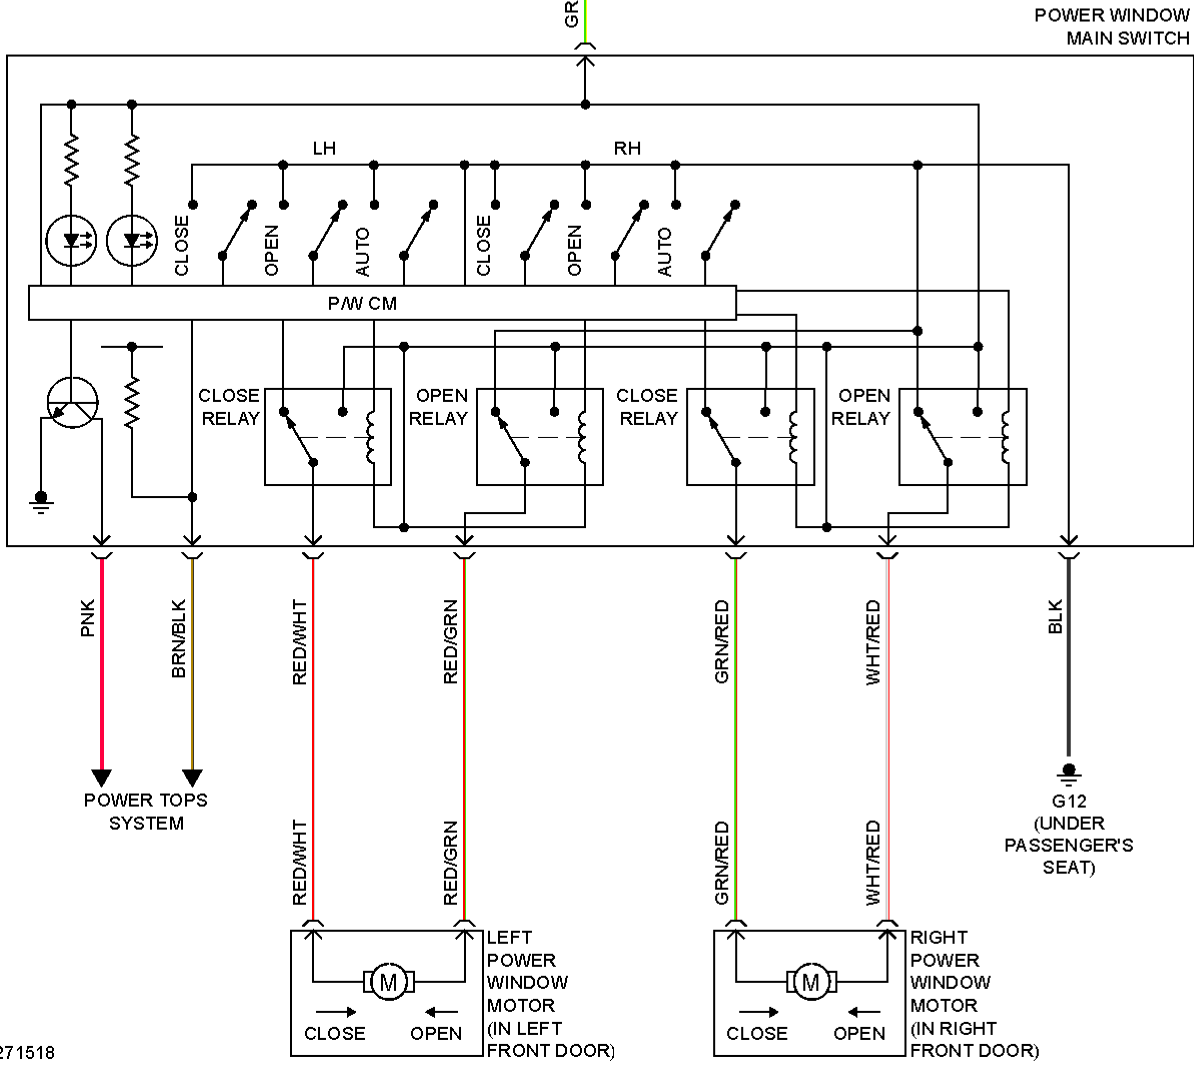 GR
POWER WINDOW
MAIN SWITCH
LH
RH
CLOSE
OPEN
AUTO
CLOSE
OPEN
AUTO
P/W CM
CLOSE
RELAY
OPEN
RELAY
CLOSE
RELAY
OPEN
RELAY
PNK
BRN/BLK
RED/WHT
RED/GRN
GRN/RED
WHT/RED
BLK
POWER TOPS
SYSTEM
G12
(UNDER
PASSENGER'S
SEAT)
RED/WHT
RED/GRN
GRN/RED
WHT/RED
M
CLOSE
OPEN
LEFT
POWER
WINDOW
MOTOR
(IN LEFT
FRONT DOOR)
M
CLOSE
OPEN
RIGHT
POWER
WINDOW
MOTOR
(IN RIGHT
FRONT DOOR)
271518